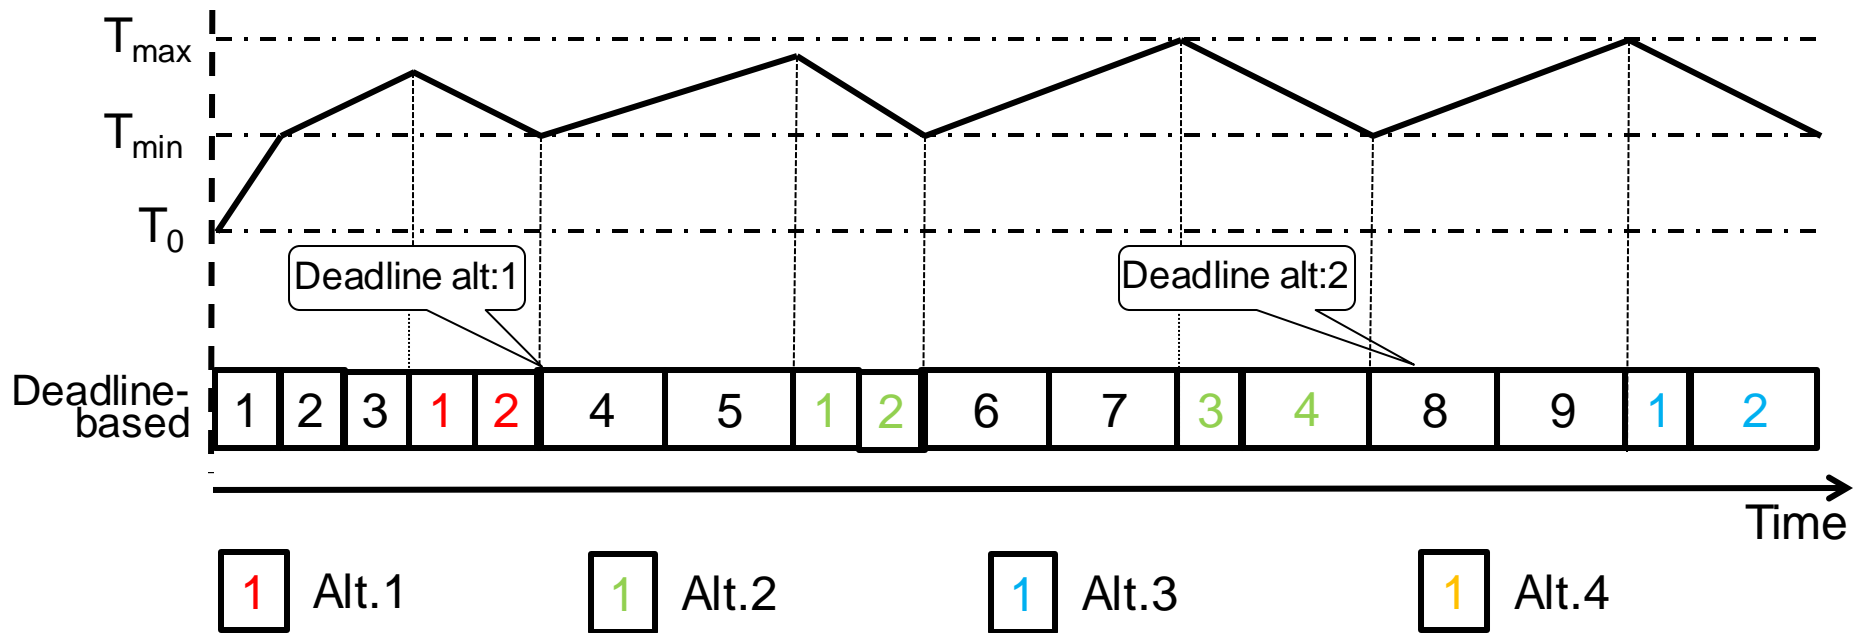 Tmax
Tmin
T0
Deadline alt:1
Deadline alt:2
Deadline-
based
1 2 3 1 2 4 5 1 2 6 7 3 4 8 9 1 2
Time
1 Alt.1
1 Alt.2
1 Alt.3
1 Alt.4